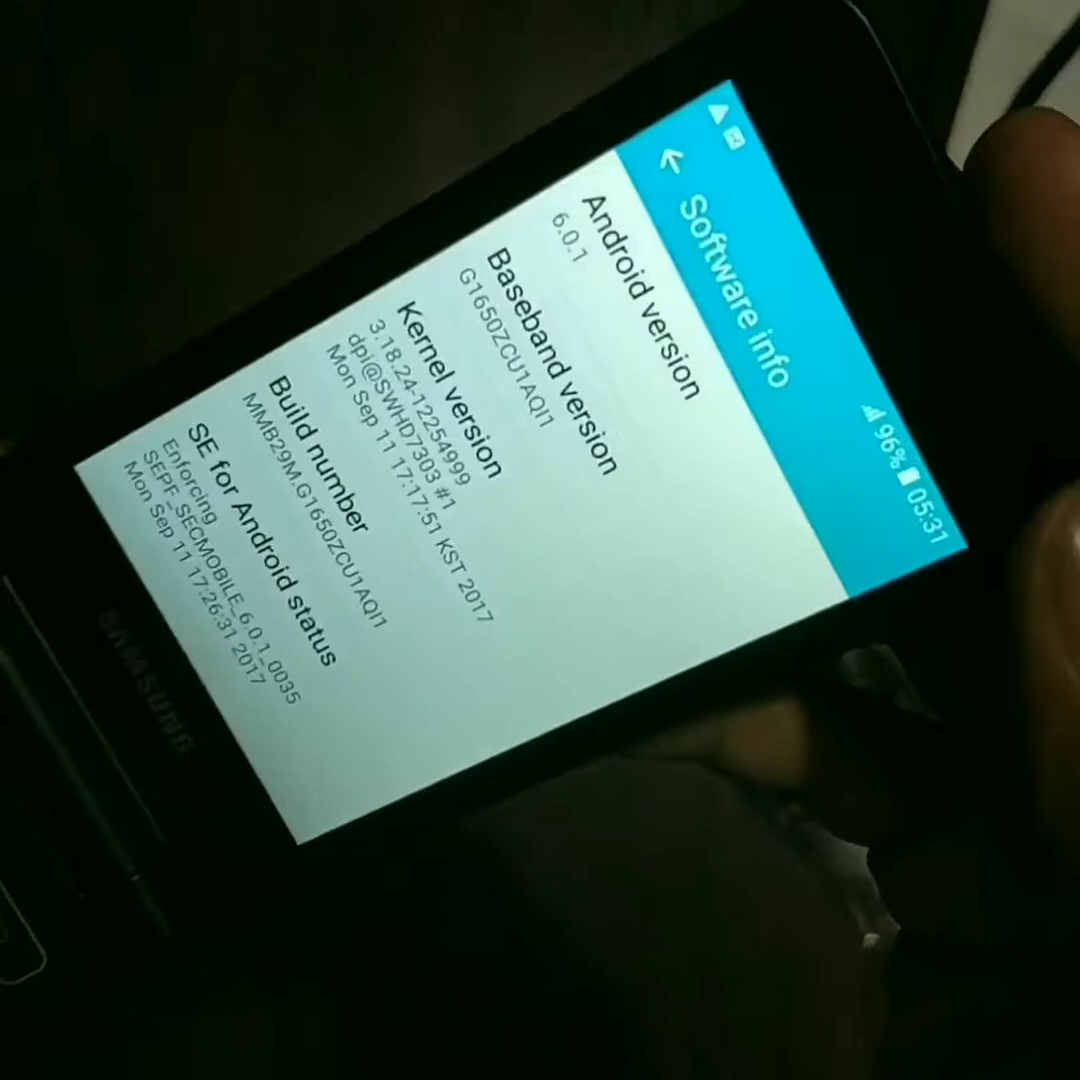 96% 05:31
Software info
Android version
6.0.1
Baseband version
G1650ZCU1AQI1
Kernel version
3.18.24-12254999
dpi@SWHD7303 #1
Mon Sep 11 17:17:51 KST 2017
Build number
MMB29M.G1650ZCU1AQI1
SE for Android status
Enforcing
SEPF_SECMOBILE_6.0.1_0035
Mon Sep 11 17:26:31 2017
SAMSUNG